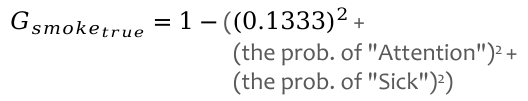 G_{smoke_{true}} = 1 − ((0.1333)² +
(the prob. of "Attention")² +
(the prob. of "Sick")²)